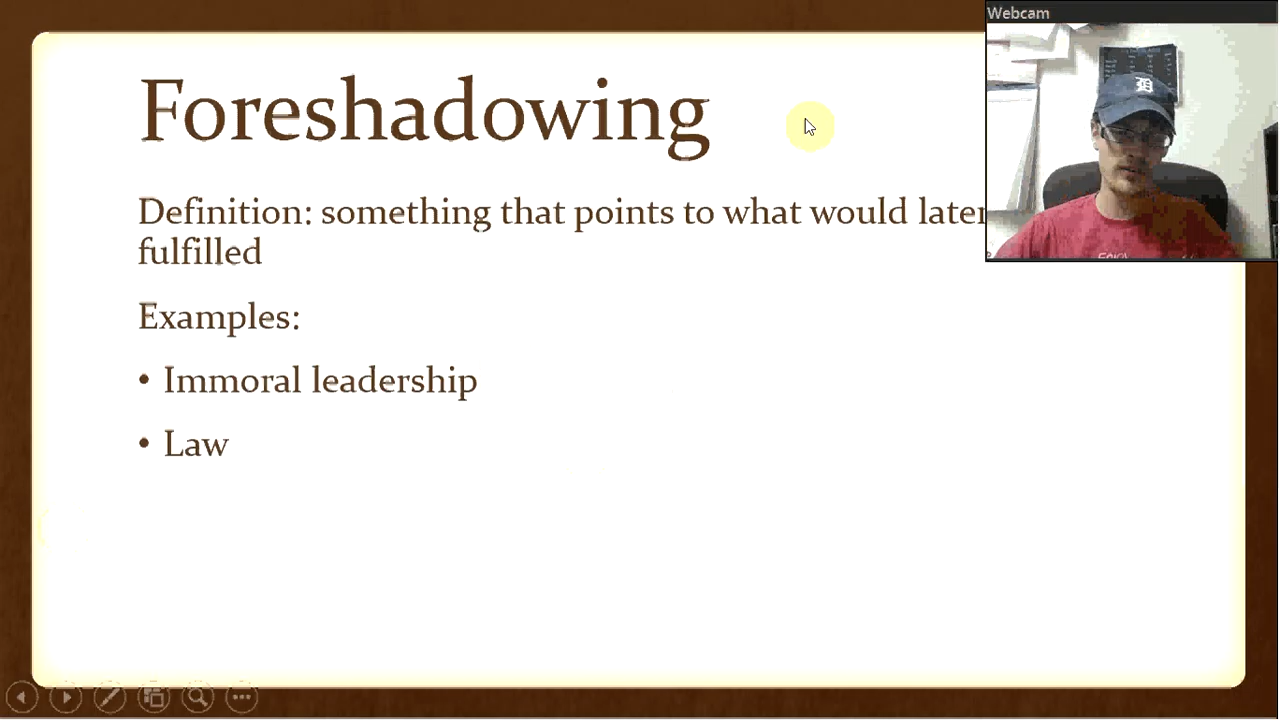 Webcam
Foreshadowing
Definition: something that points to what would later
fulfilled
Examples:
• Immoral leadership
• Law